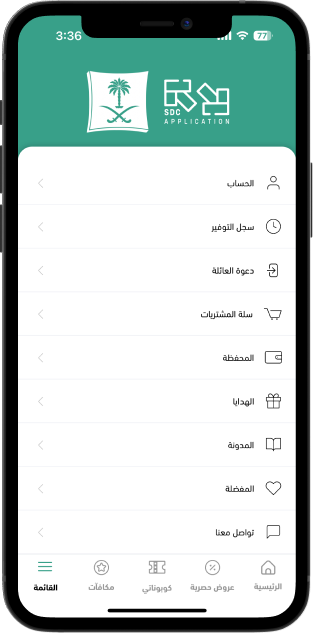 3:36
77
SDC
APPLICATION
الحساب
سجل التوفير
دعوة العائلة
سلة المشتريات
المحفظة
الهدايا
المدونة
المفضلة
تواصل معنا
الرئيسية
عروض حصرية
كوبوناتي
مكافآت
القائمة